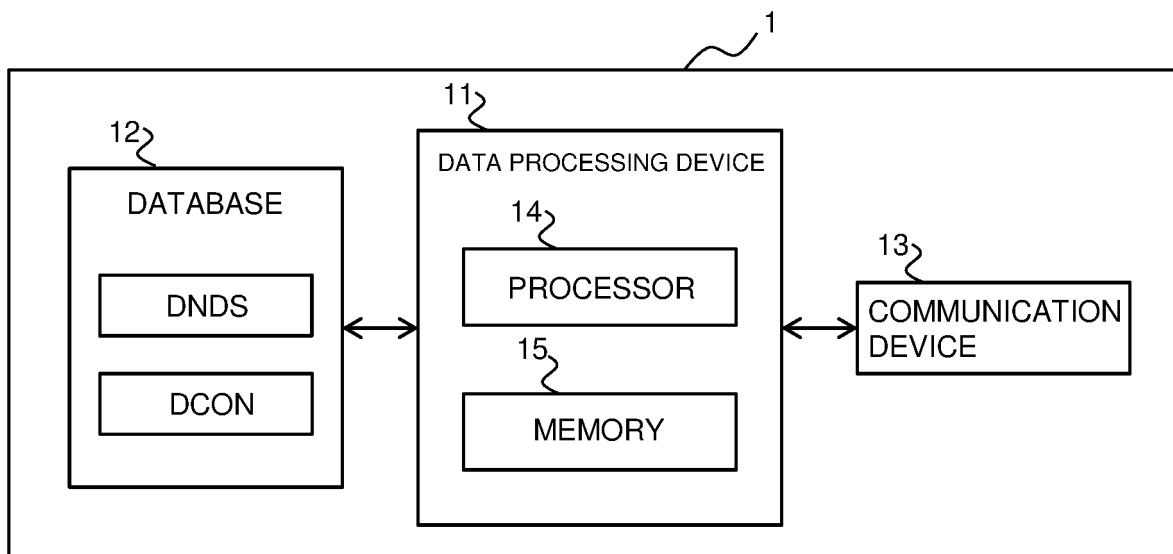 1
12
DATABASE
DNDS
DCON
11
DATA PROCESSING DEVICE
14
PROCESSOR
15
MEMORY
13
COMMUNICATION
DEVICE